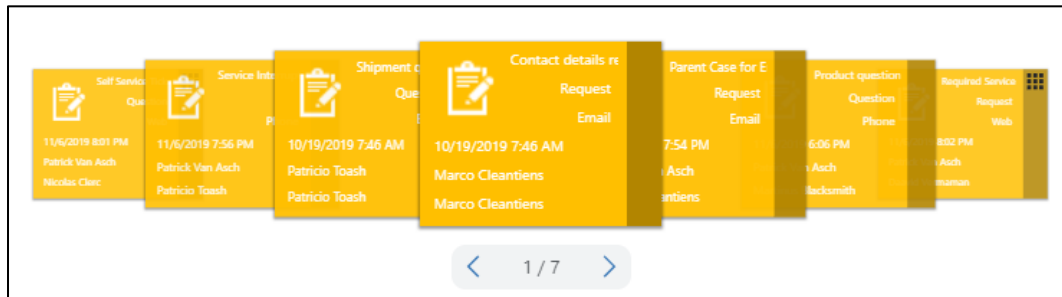 Self Service
11/6/2019 8:01 PM
Patrick Van Asch
Nicolas Clerc
Service Inte
11/6/2019 7:56 PM
Patrick Van Asch
Patricio Toash
Shipment
Que
10/19/2019 7:46 AM
Patricio Toash
Patricio Toash
Contact details re
Request
Email
10/19/2019 7:46 AM
Marco Cleantiens
Marco Cleantiens
Parent Case for E
Request
Email
7:54 PM
Asch
antiens
Product question
Question
Phone
6:06 PM
Asch
lacksmith
Required Service
Request
Web
8:02 PM
Asch
maman
1 / 7